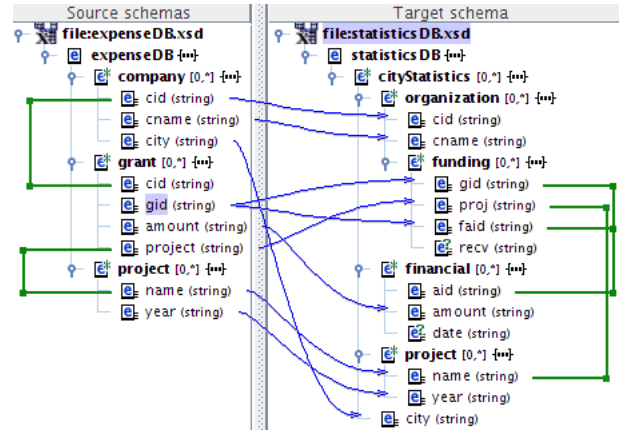 Source schemas
file:expenseDB.xsd
expenseDB {···}
company [0,*] {···}
cid (string)
cname (string)
city (string)
grant [0,*] {···}
cid (string)
gid (string)
amount (string)
project (string)
project [0,*] {···}
name (string)
year (string)
Target schema
file:statisticsDB.xsd
statisticsDB {···}
cityStatistics [0,*] {···}
organization [0,*] {···}
cid (string)
cname (string)
funding [0,*] {···}
gid (string)
proj (string)
faid (string)
recv (string)
financial [0,*] {···}
aid (string)
amount (string)
date (string)
project [0,*] {···}
name (string)
year (string)
city (string)